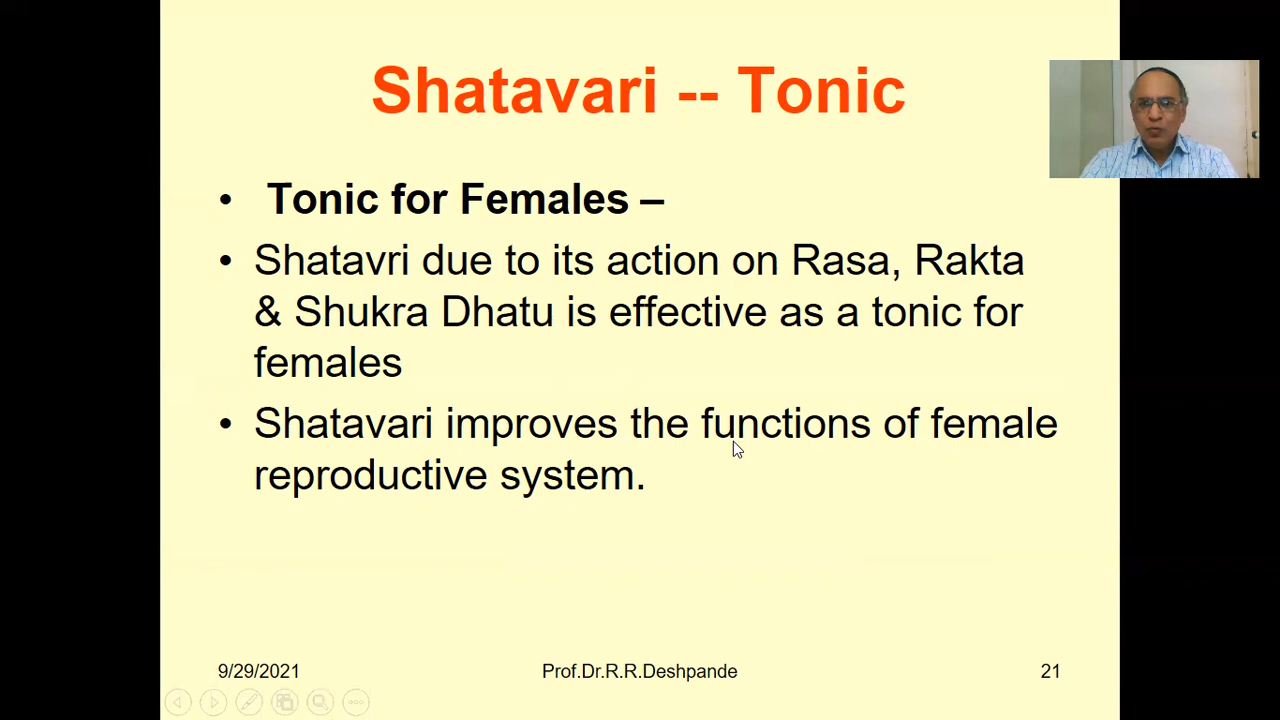 Shatavari -- Tonic
• Tonic for Females –
• Shatavri due to its action on Rasa, Rakta
& Shukra Dhatu is effective as a tonic for
females
• Shatavari improves the functions of female
reproductive system.
9/29/2021 Prof.Dr.R.R.Deshpande 21